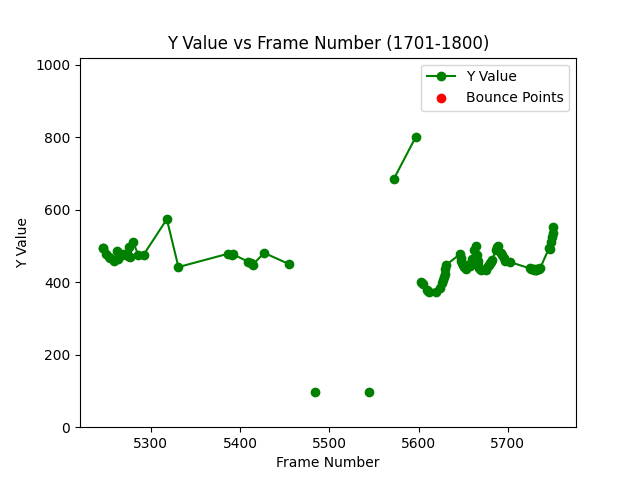 Y Value vs Frame Number (1701-1800)
Y Value
Bounce Points
1000
800
600
400
200
0
Y Value
5300 5400 5500 5600 5700
Frame Number